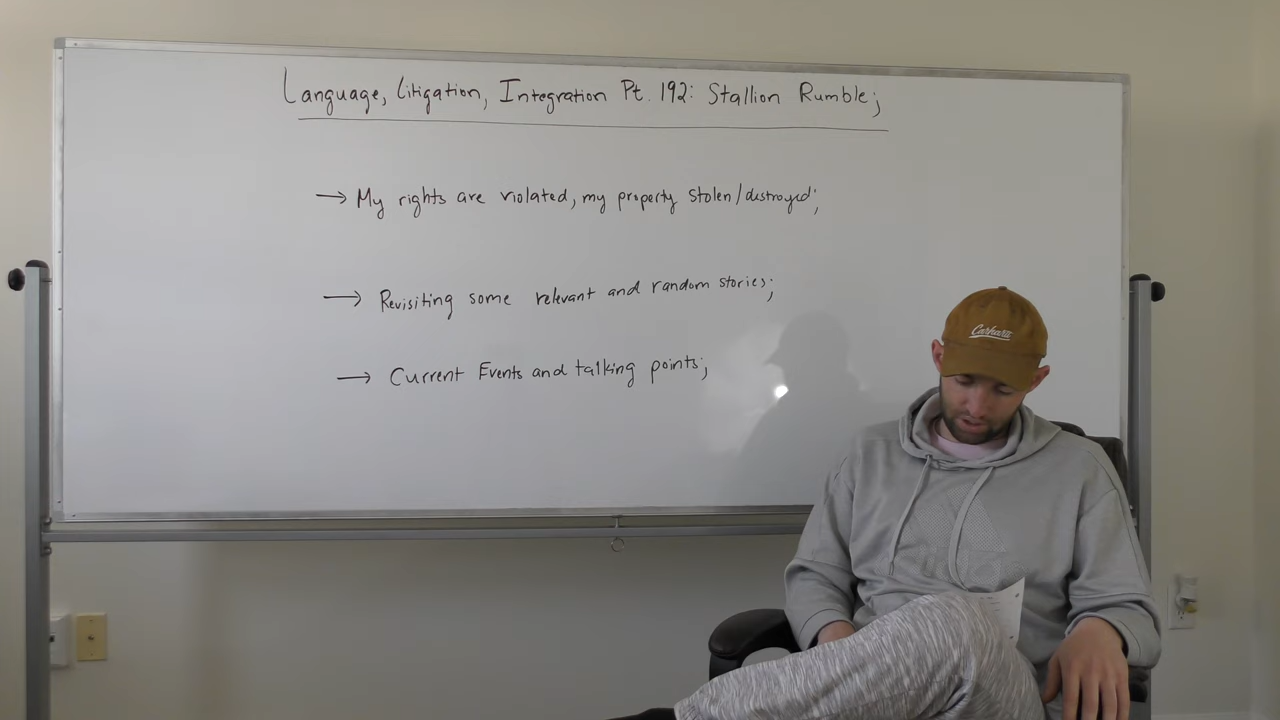 Language, Litigation, Integration Pt. 192: Stallion Rumble;
→ My rights are violated, my property stolen/destroyed;
→ Revisiting some relevant and random stories;
→ Current Events and talking points;
Carhartt